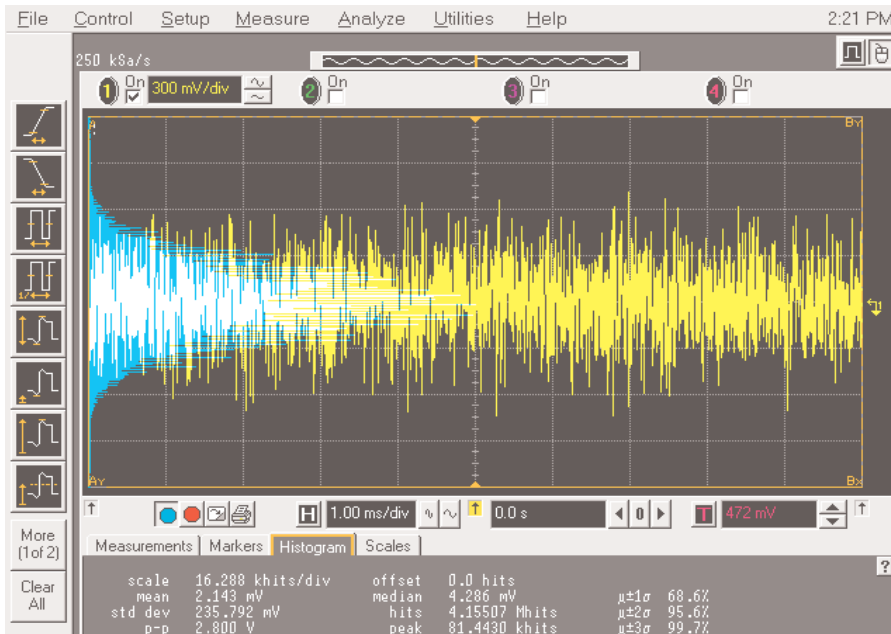 File Control Setup Measure Analyze Utilities Help 2:21 PM
250 kSa/s
1 On 300 mV/div 2 On 3 On 4 On
A By
1
Ay Bx
H 1.00 ms/div 0.0 s 0 T 472 mV
More
(1of 2)
Clear
All
Measurements Markers Histogram Scales
?
scale 16.288 khits/div offset 0.0 hits
mean 2.143 mV median 4.286 mV μ±1σ 68.6%
std dev 235.792 mV hits 4.15507 Mhits μ±2σ 95.6%
p-p 2.800 V peak 81.4430 khits μ±3σ 99.7%